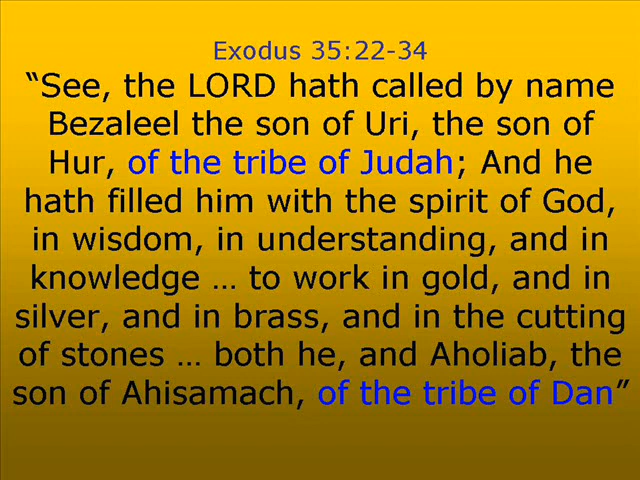 Exodus 35:22-34
“See, the LORD hath called by name
Bezaleel the son of Uri, the son of
Hur, of the tribe of Judah; And he
hath filled him with the spirit of God,
in wisdom, in understanding, and in
knowledge … to work in gold, and in
silver, and in brass, and in the cutting
of stones … both he, and Aholiab, the
son of Ahisamach, of the tribe of Dan”